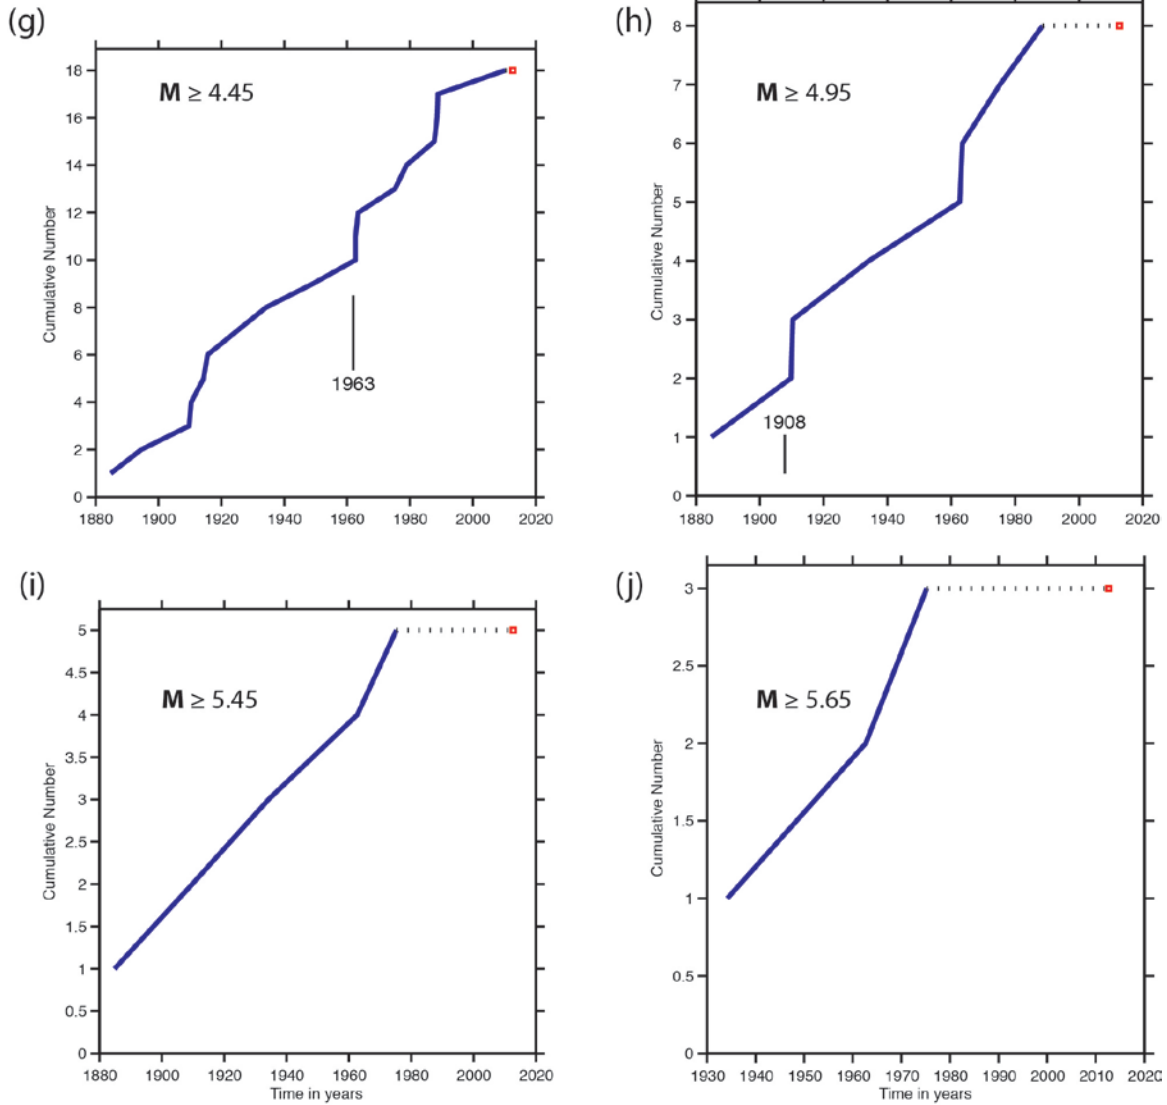 (g)
M ≥ 4.45
Cumulative Number
18
16
14
12
10
8
6
4
2
0
1963
1880 1900 1920 1940 1960 1980 2000 2020
(h)
M ≥ 4.95
Cumulative Number
8
7
6
5
4
3
2
1
0
1908
1880 1900 1920 1940 1960 1980 2000 2020
(i)
M ≥ 5.45
Cumulative Number
5
4.5
4
3.5
3
2.5
2
1.5
1
0.5
0
1880 1900 1920 1940 1960 1980 2000 2020
Time in years
(j)
M ≥ 5.65
Cumulative Number
3
2.5
2
1.5
1
0.5
0
1930 1940 1950 1960 1970 1980 1990 2000 2010 2020
Time in years